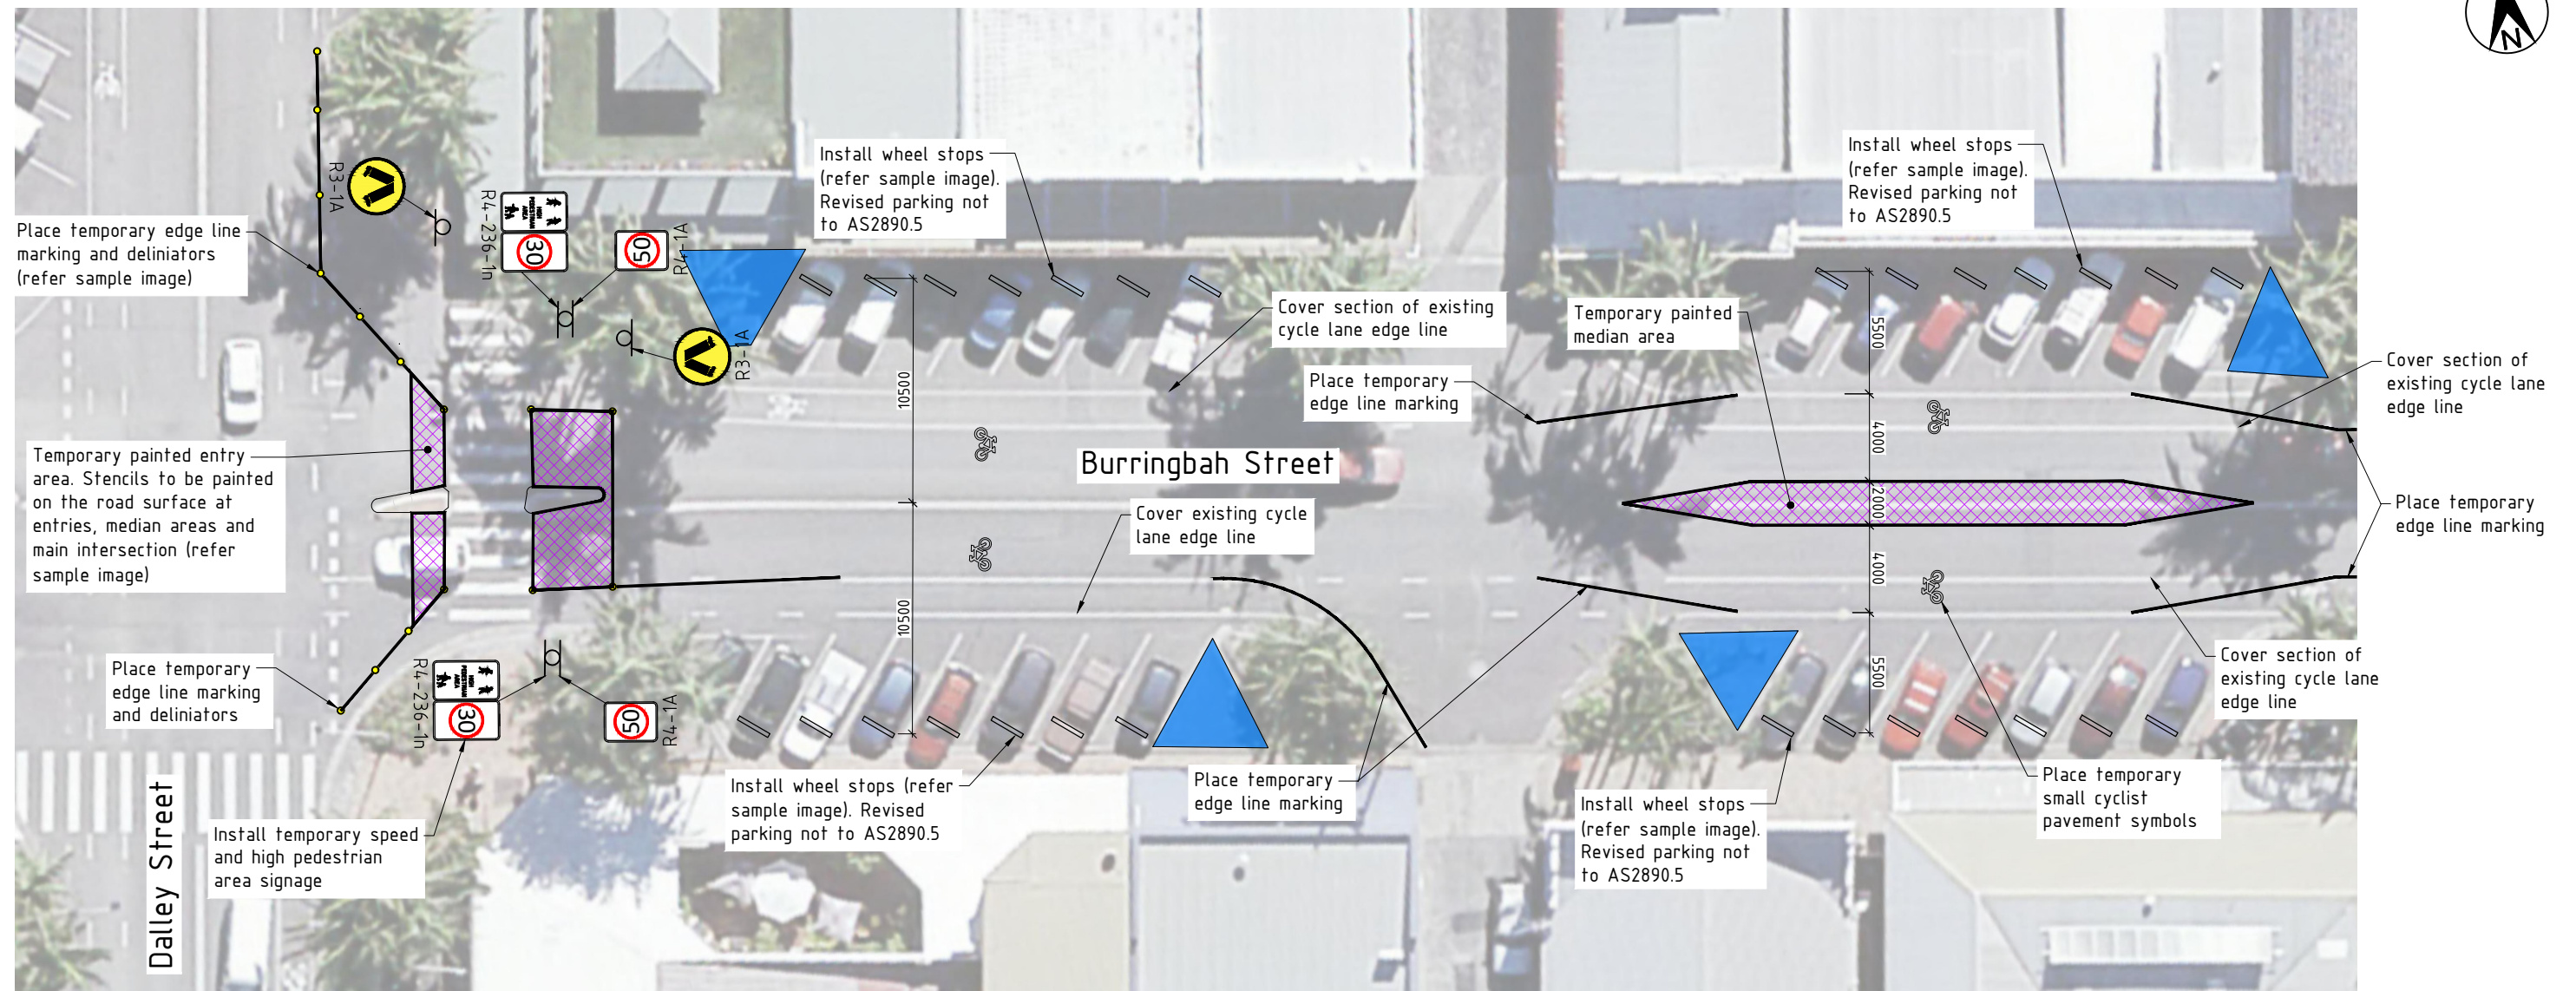 N
Install wheel stops
(refer sample image).
Revised parking not
to AS2890.5
Install wheel stops
(refer sample image).
Revised parking not
to AS2890.5
R3-1A
R4-236-1n
HIGH
PEDESTRIAN
AREA
30
50
R4-1A
Place temporary edge line
marking and deliniators
(refer sample image)
Cover section of existing
cycle lane edge line
Temporary painted
median area
5500
R3-1A
Place temporary
edge line marking
Cover section of
existing cycle lane
edge line
10500
4000
Temporary painted entry
area. Stencils to be painted
on the road surface at
entries, median areas and
main intersection (refer
sample image)
Burringbah Street
Cover existing cycle
lane edge line
2000
Place temporary
edge line marking
4000
10500
Place temporary
edge line marking
and deliniators
R4-236-1n
HIGH
PEDESTRIAN
AREA
30
50
R4-1A
5500
Cover section of
existing cycle lane
edge line
Install wheel stops (refer
sample image). Revised
parking not to AS2890.5
Place temporary
edge line marking
Install wheel stops
(refer sample image).
Revised parking not
to AS2890.5
Place temporary
small cyclist
pavement symbols
Dalley Street
Install temporary speed
and high pedestrian
area signage